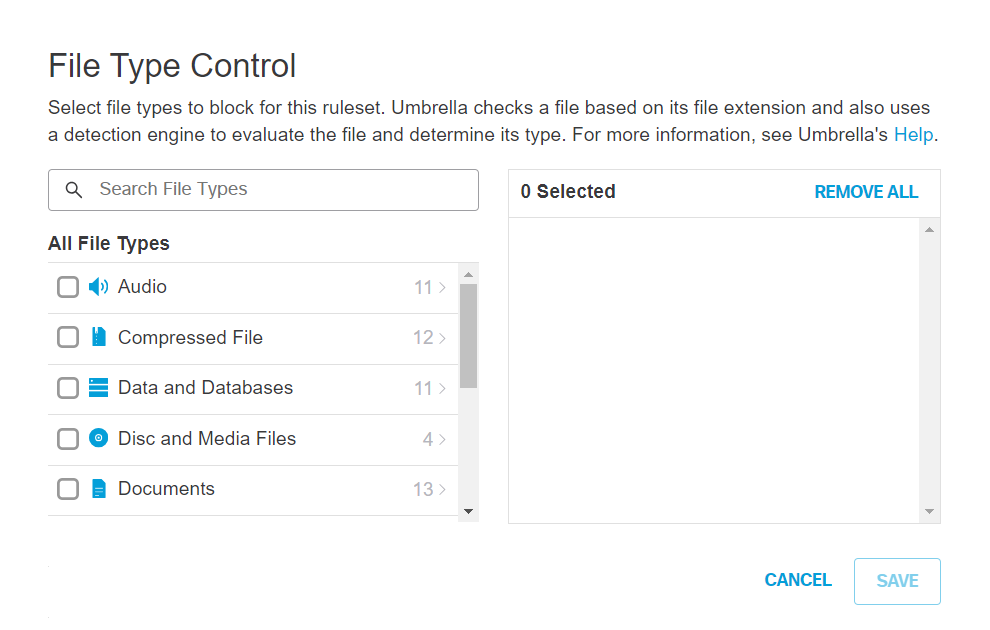 File Type Control
Select file types to block for this ruleset. Umbrella checks a file based on its file extension and also uses
a detection engine to evaluate the file and determine its type. For more information, see Umbrella's Help.
Search File Types
All File Types
Audio 11
Compressed File 12
Data and Databases 11
Disc and Media Files 4
Documents 13
0 Selected REMOVE ALL
CANCEL SAVE